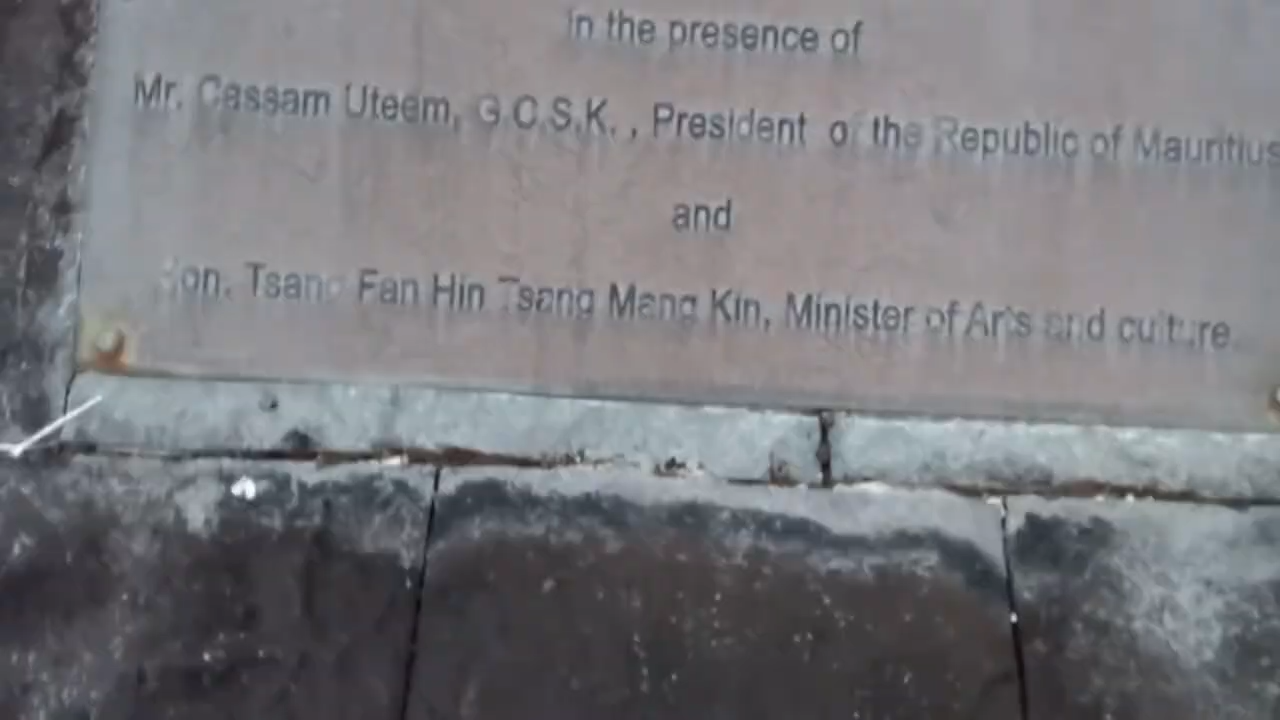 in the presence of
Mr. Cassam Uteem, G.C.S.K. , President of the Republic of Mauritius
and
Hon. Tsang Fan Hin Tsang Mang Kin, Minister of Arts and culture.